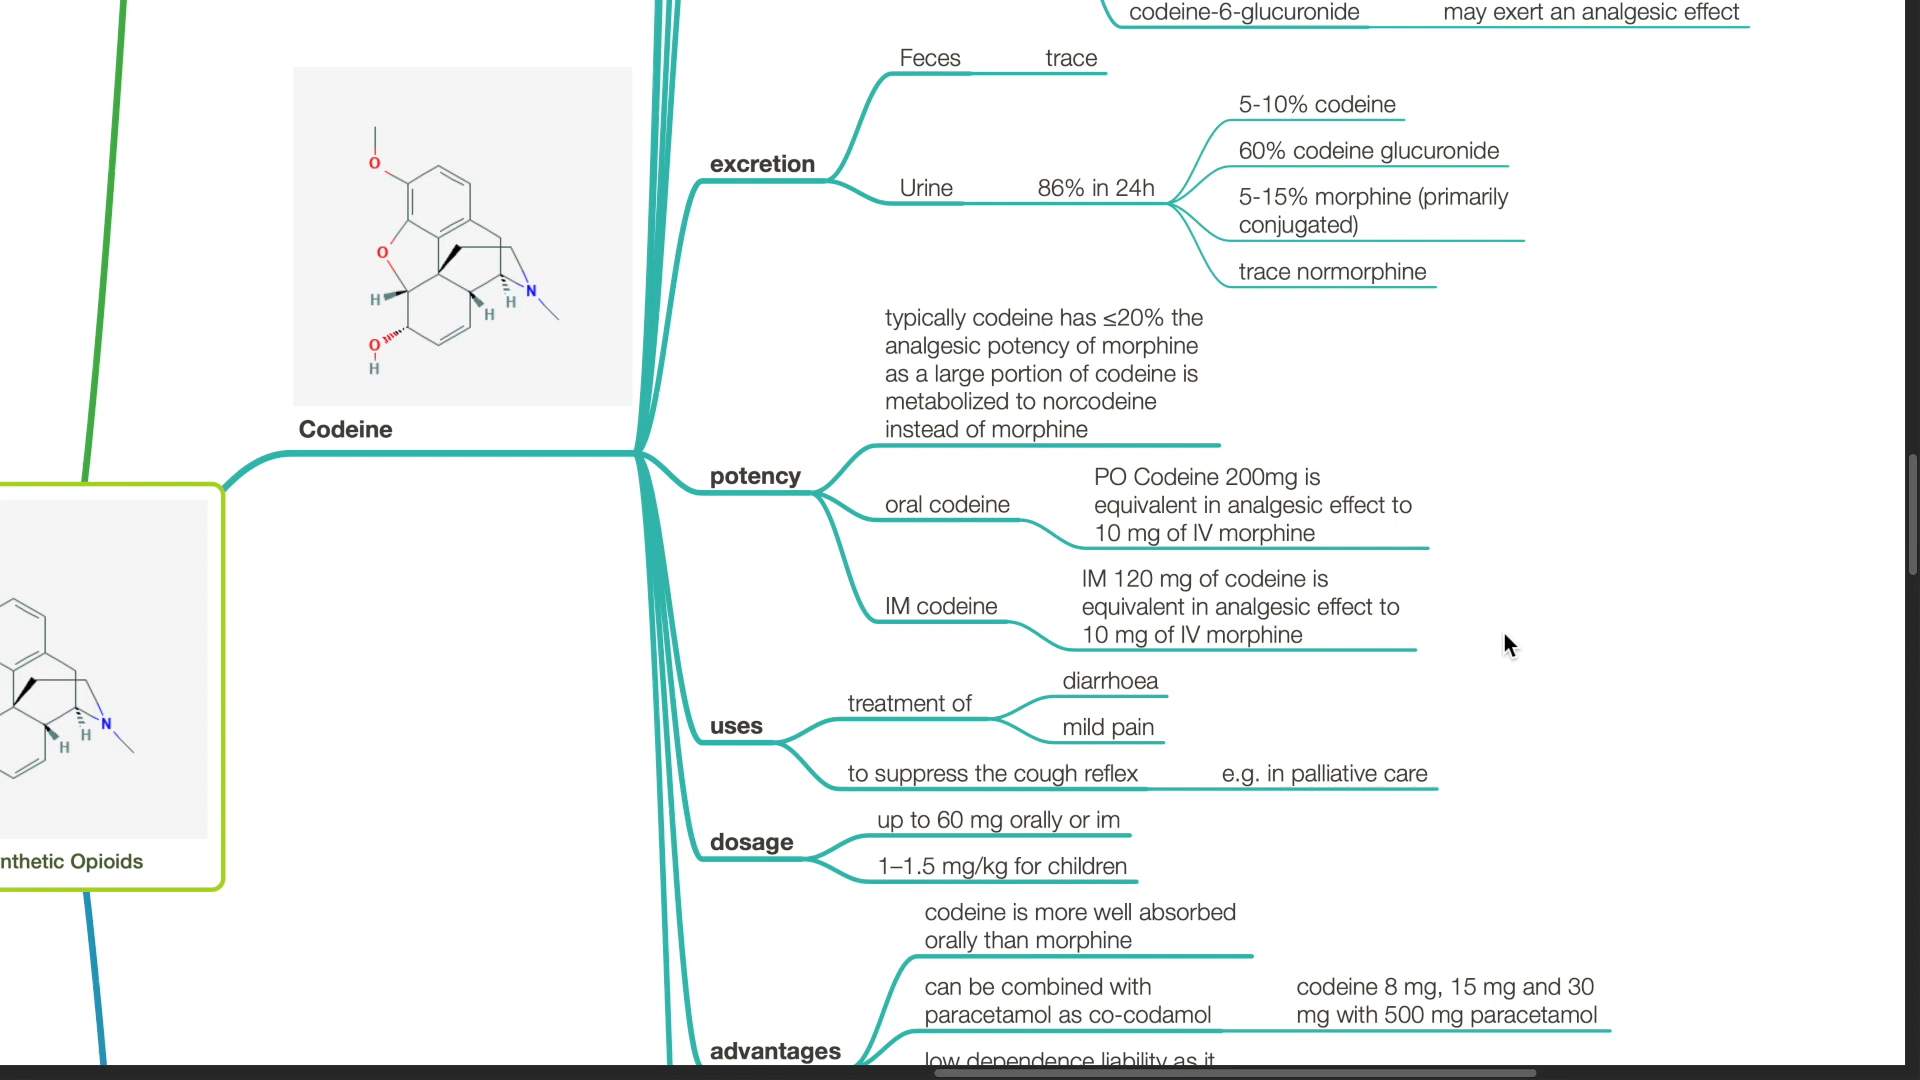 codeine-6-glucuronide
may exert an analgesic effect
Feces
trace
excretion
Urine
86% in 24h
5-10% codeine
60% codeine glucuronide
5-15% morphine (primarily
conjugated)
trace normorphine
O
O
H
H
H
N
O
H
Codeine
potency
typically codeine has ≤20% the
analgesic potency of morphine
as a large portion of codeine is
metabolized to norcodeine
instead of morphine
oral codeine
PO Codeine 200mg is
equivalent in analgesic effect to
10 mg of IV morphine
IM codeine
IM 120 mg of codeine is
equivalent in analgesic effect to
10 mg of IV morphine
N
H
H
nthetic Opioids
uses
treatment of
diarrhoea
mild pain
to suppress the cough reflex
e.g. in palliative care
dosage
up to 60 mg orally or im
1–1.5 mg/kg for children
advantages
codeine is more well absorbed
orally than morphine
can be combined with
paracetamol as co-codamol
codeine 8 mg, 15 mg and 30
mg with 500 mg paracetamol
low dependence liability as it